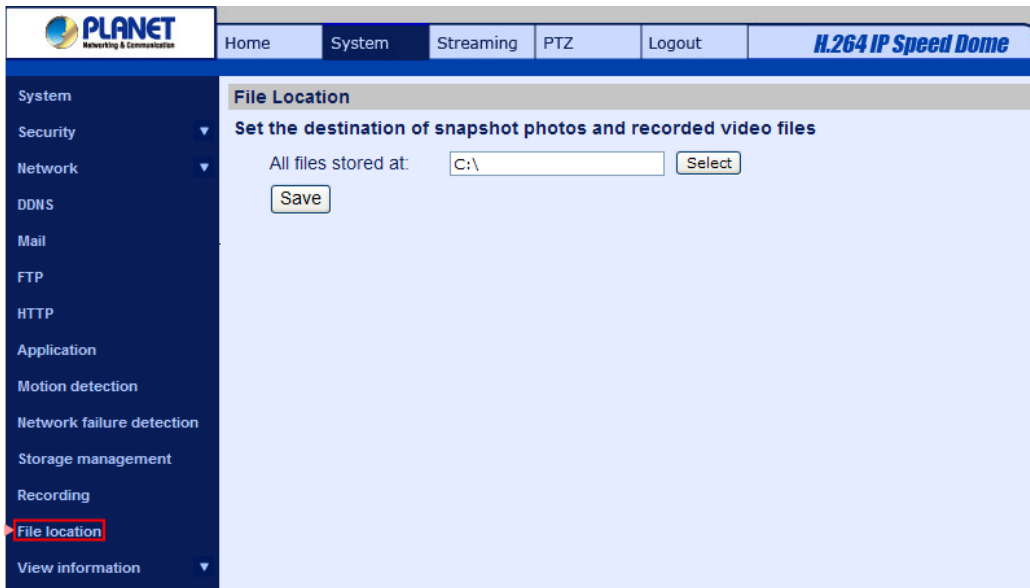 PLANET
Networking & Communication
Home System Streaming PTZ Logout H.264 IP Speed Dome
System
Security
Network
DDNS
Mail
FTP
HTTP
Application
Motion detection
Network failure detection
Storage management
Recording
File location
View information
File Location
Set the destination of snapshot photos and recorded video files
All files stored at: C:\ Select
Save